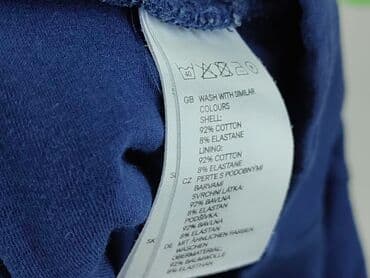 40
GB WASH WITH SIMILAR
COLOURS
SHELL:
92% COTTON
8% ELASTANE
LINING:
92% COTTON
8% ELASTANE
SL CZ PERTE S PODOBNÝMI
BARVAMI
SVRCHNÍ LÁTKA:
92% BAVLNA
8% ELASTAN
PODŠÍVKA:
92% BAVLNA
8% ELASTAN
SK DE MIT ÄHNLICHEN FARBEN
WASCHEN
OBERMATERIAL:
92% BAUMWOLLE
8% ELASTHAN